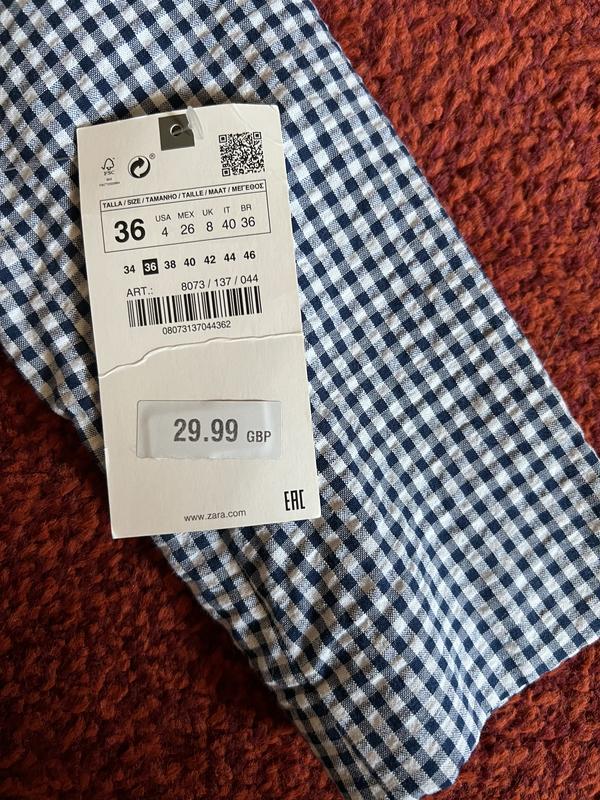 FSC
®
TALLA / SIZE / TAMANHO / TAILLE / MAAT / ΜΕΓΕΘΟΣ
36 USA 4 MEX 26 UK 8 IT 40 BR 36
34 36 38 40 42 44 46
ART.: 8073 / 137 / 044
08073137044362
29.99 GBP
EAC
www.zara.com